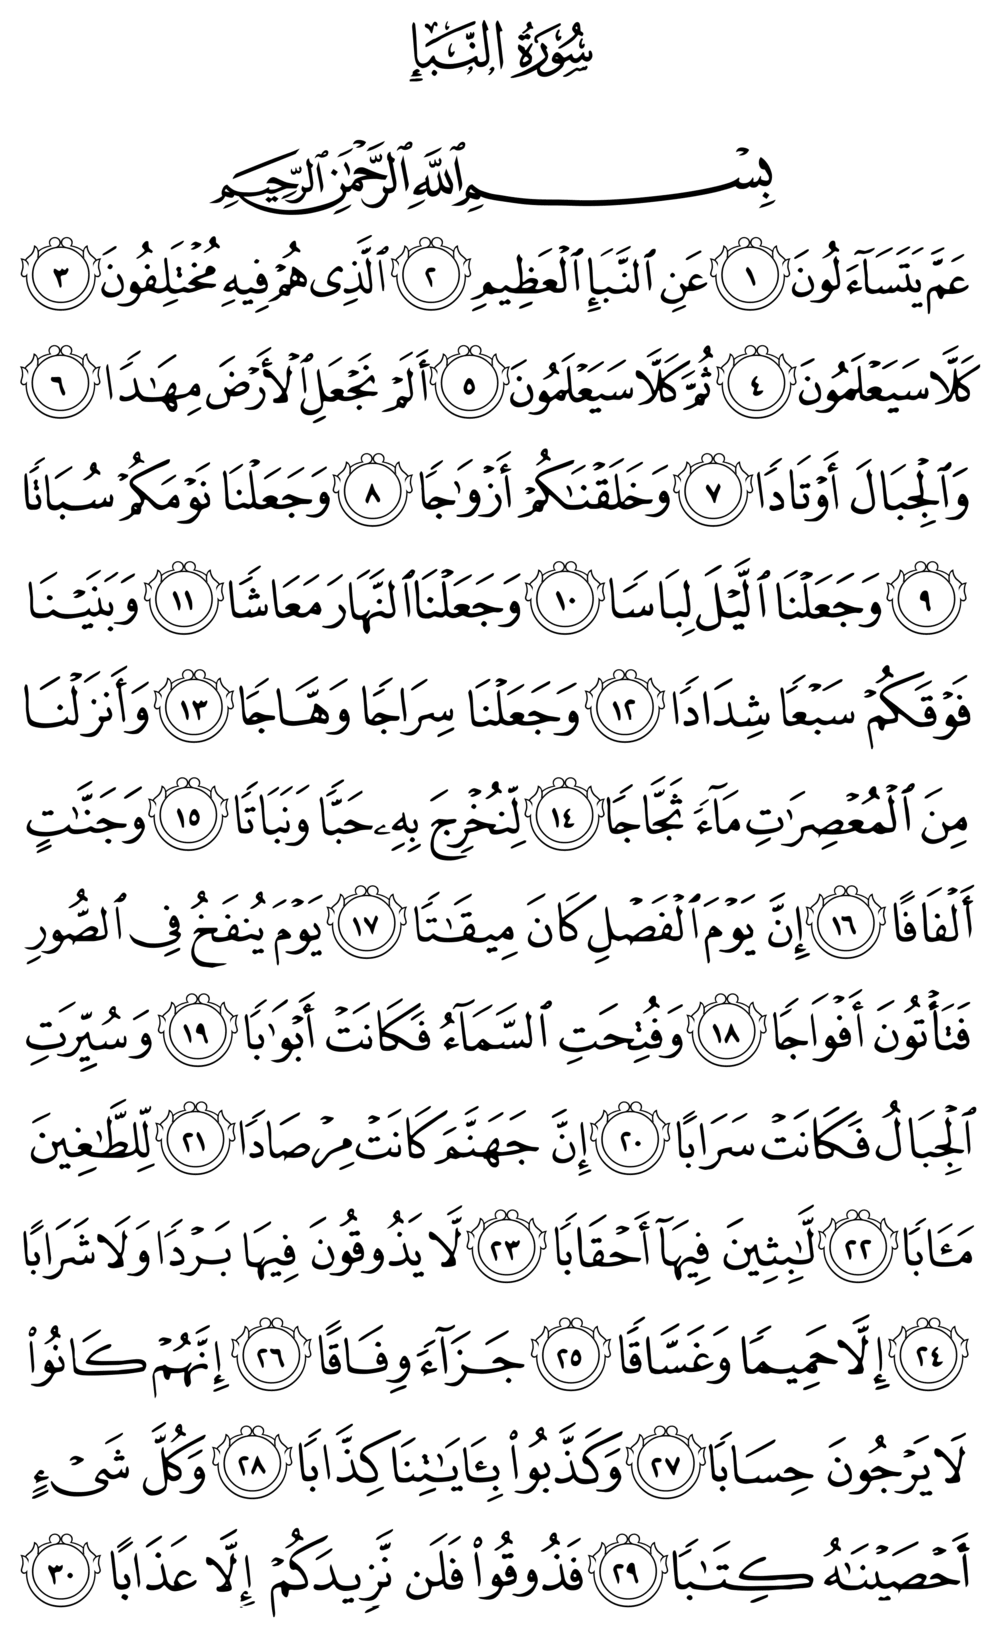 سُورَةُ النَّبَإِ
بِسْمِ ٱللَّهِ ٱلرَّحْمَٰنِ ٱلرَّحِيمِ
عَمَّ يَتَسَآءَلُونَ ١ عَنِ ٱلنَّبَإِ ٱلْعَظِيمِ ٢ ٱلَّذِى هُمْ فِيهِ مُخْتَلِفُونَ ٣
كَلَّا سَيَعْلَمُونَ ٤ ثُمَّ كَلَّا سَيَعْلَمُونَ ٥ أَلَمْ نَجْعَلِ ٱلْأَرْضَ مِهَٰدًا ٦
وَٱلْجِبَالَ أَوْتَادًا ٧ وَخَلَقْنَٰكُمْ أَزْوَٰجًا ٨ وَجَعَلْنَا نَوْمَكُمْ سُبَاتًا
٩ وَجَعَلْنَا ٱلَّيْلَ لِبَاسًا ١٠ وَجَعَلْنَا ٱلنَّهَارَ مَعَاشًا ١١ وَبَنَيْنَا
فَوْقَكُمْ سَبْعًا شِدَادًا ١٢ وَجَعَلْنَا سِرَاجًا وَهَّاجًا ١٣ وَأَنزَلْنَا
مِنَ ٱلْمُعْصِرَٰتِ مَآءً ثَجَّاجًا ١٤ لِّنُخْرِجَ بِهِۦ حَبًّا وَنَبَاتًا ١٥ وَجَنَّٰتٍ
أَلْفَافًا ١٦ إِنَّ يَوْمَ ٱلْفَصْلِ كَانَ مِيقَٰتًا ١٧ يَوْمَ يُنفَخُ فِى ٱلصُّورِ
فَتَأْتُونَ أَفْوَاجًا ١٨ وَفُتِحَتِ ٱلسَّمَآءُ فَكَانَتْ أَبْوَٰبًا ١٩ وَسُيِّرَتِ
ٱلْجِبَالُ فَكَانَتْ سَرَابًا ٢٠ إِنَّ جَهَنَّمَ كَانَتْ مِرْصَادًا ٢١ لِّلطَّٰغِينَ
مَـَٔابًا ٢٢ لَّٰبِثِينَ فِيهَآ أَحْقَابًا ٢٣ لَّا يَذُوقُونَ فِيهَا بَرْدًا وَلَا شَرَابًا
٢٤ إِلَّا حَمِيمًا وَغَسَّاقًا ٢٥ جَزَآءً وِفَاقًا ٢٦ إِنَّهُمْ كَانُوا۟
لَا يَرْجُونَ حِسَابًا ٢٧ وَكَذَّبُوا۟ بِـَٔايَٰتِنَا كِذَّابًا ٢٨ وَكُلَّ شَىْءٍ
أَحْصَيْنَٰهُ كِتَٰبًا ٢٩ فَذُوقُوا۟ فَلَن نَّزِيدَكُمْ إِلَّا عَذَابًا ٣٠